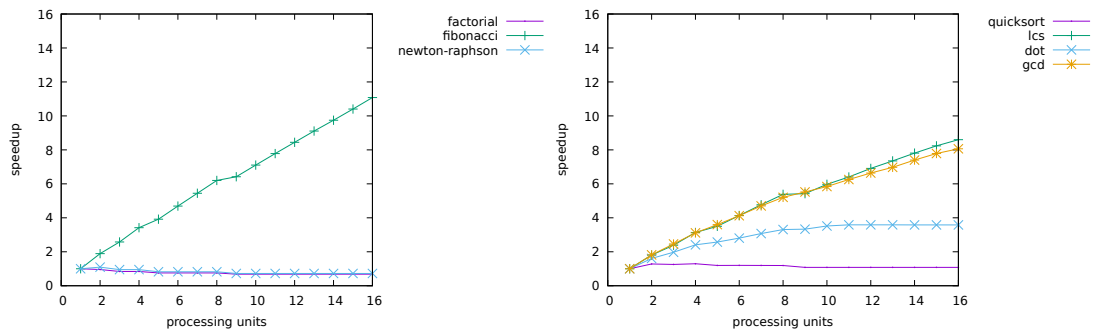 16
14
12
10
8
6
4
2
0
speedup
0 2 4 6 8 10 12 14 16
processing units
factorial
fibonacci
newton-raphson
16
14
12
10
8
6
4
2
0
speedup
0 2 4 6 8 10 12 14 16
processing units
quicksort
lcs
dot
gcd